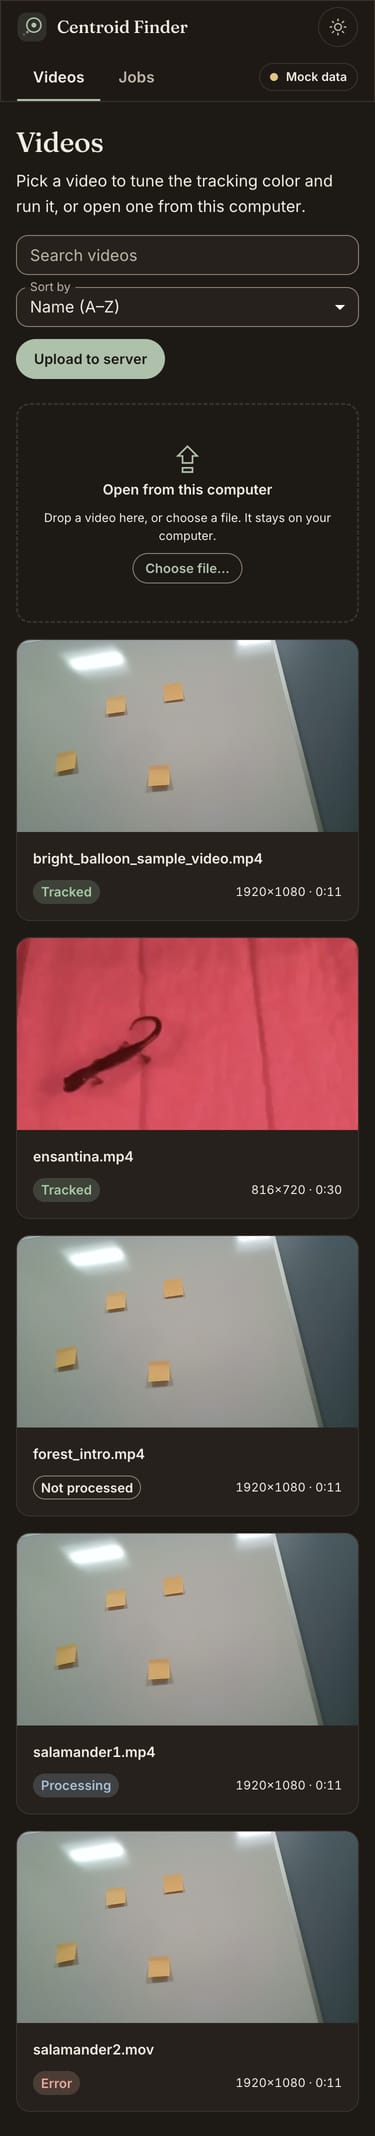 Centroid Finder
Videos
Jobs
Mock data
Videos
Pick a video to tune the tracking color and
run it, or open one from this computer.
Search videos
Sort by
Name (A–Z)
Upload to server
Open from this computer
Drop a video here, or choose a file. It stays on your
computer.
Choose file...
bright_balloon_sample_video.mp4
Tracked
1920×1080 · 0:11
ensantina.mp4
Tracked
816×720 · 0:30
forest_intro.mp4
Not processed
1920×1080 · 0:11
salamander1.mp4
Processing
1920×1080 · 0:11
salamander2.mov
Error
1920×1080 · 0:11